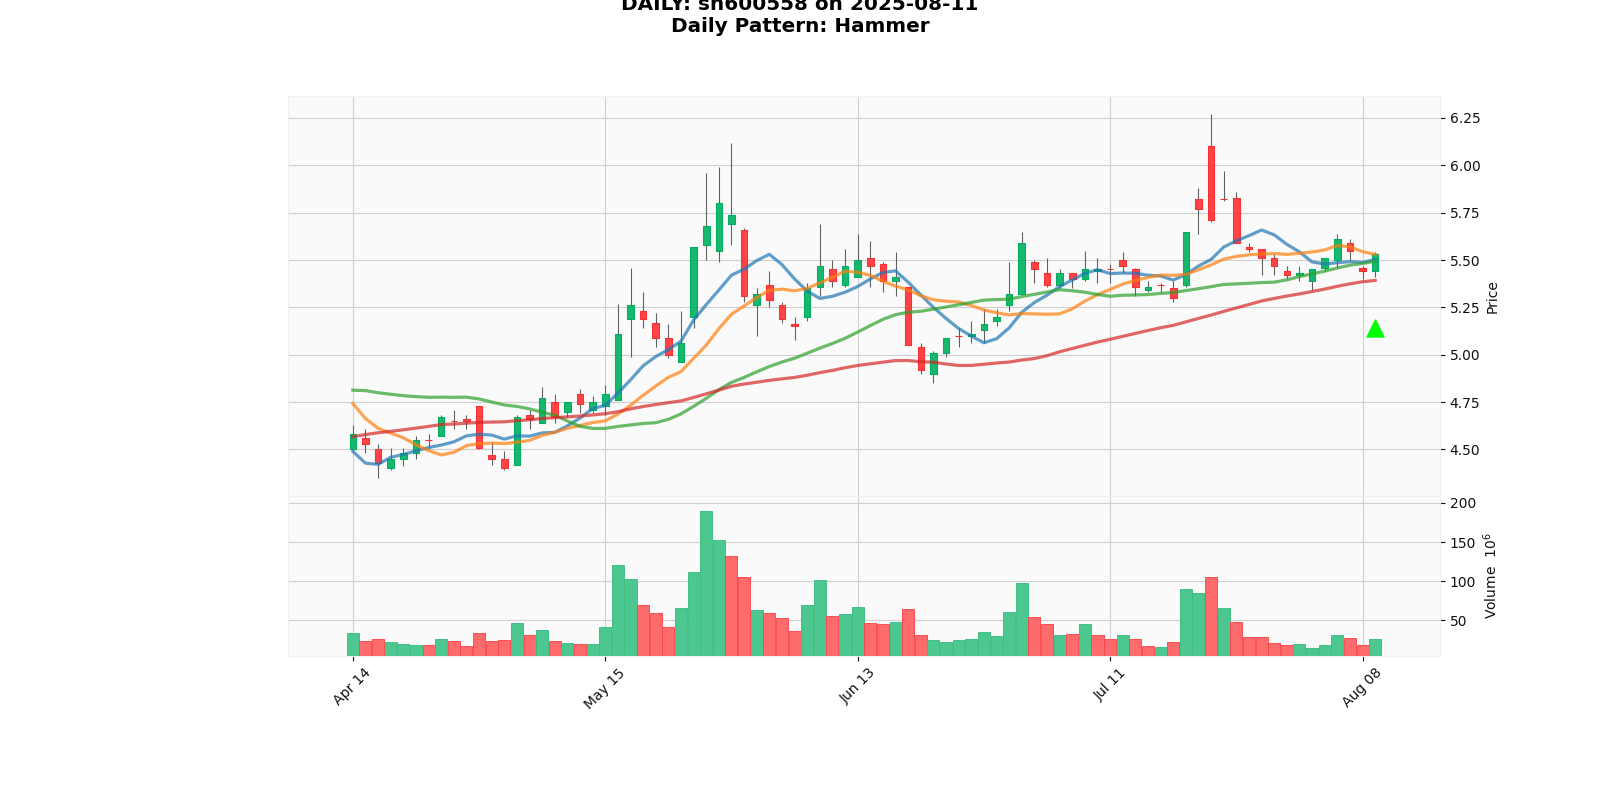 DAILY: sh600558 on 2025-08-11
Daily Pattern: Hammer
6.25
6.00
5.75
5.50
5.25
5.00
4.75
4.50
Price
200
150
100
50
Volume 10⁶
Apr 14
May 15
Jun 13
Jul 11
Aug 08